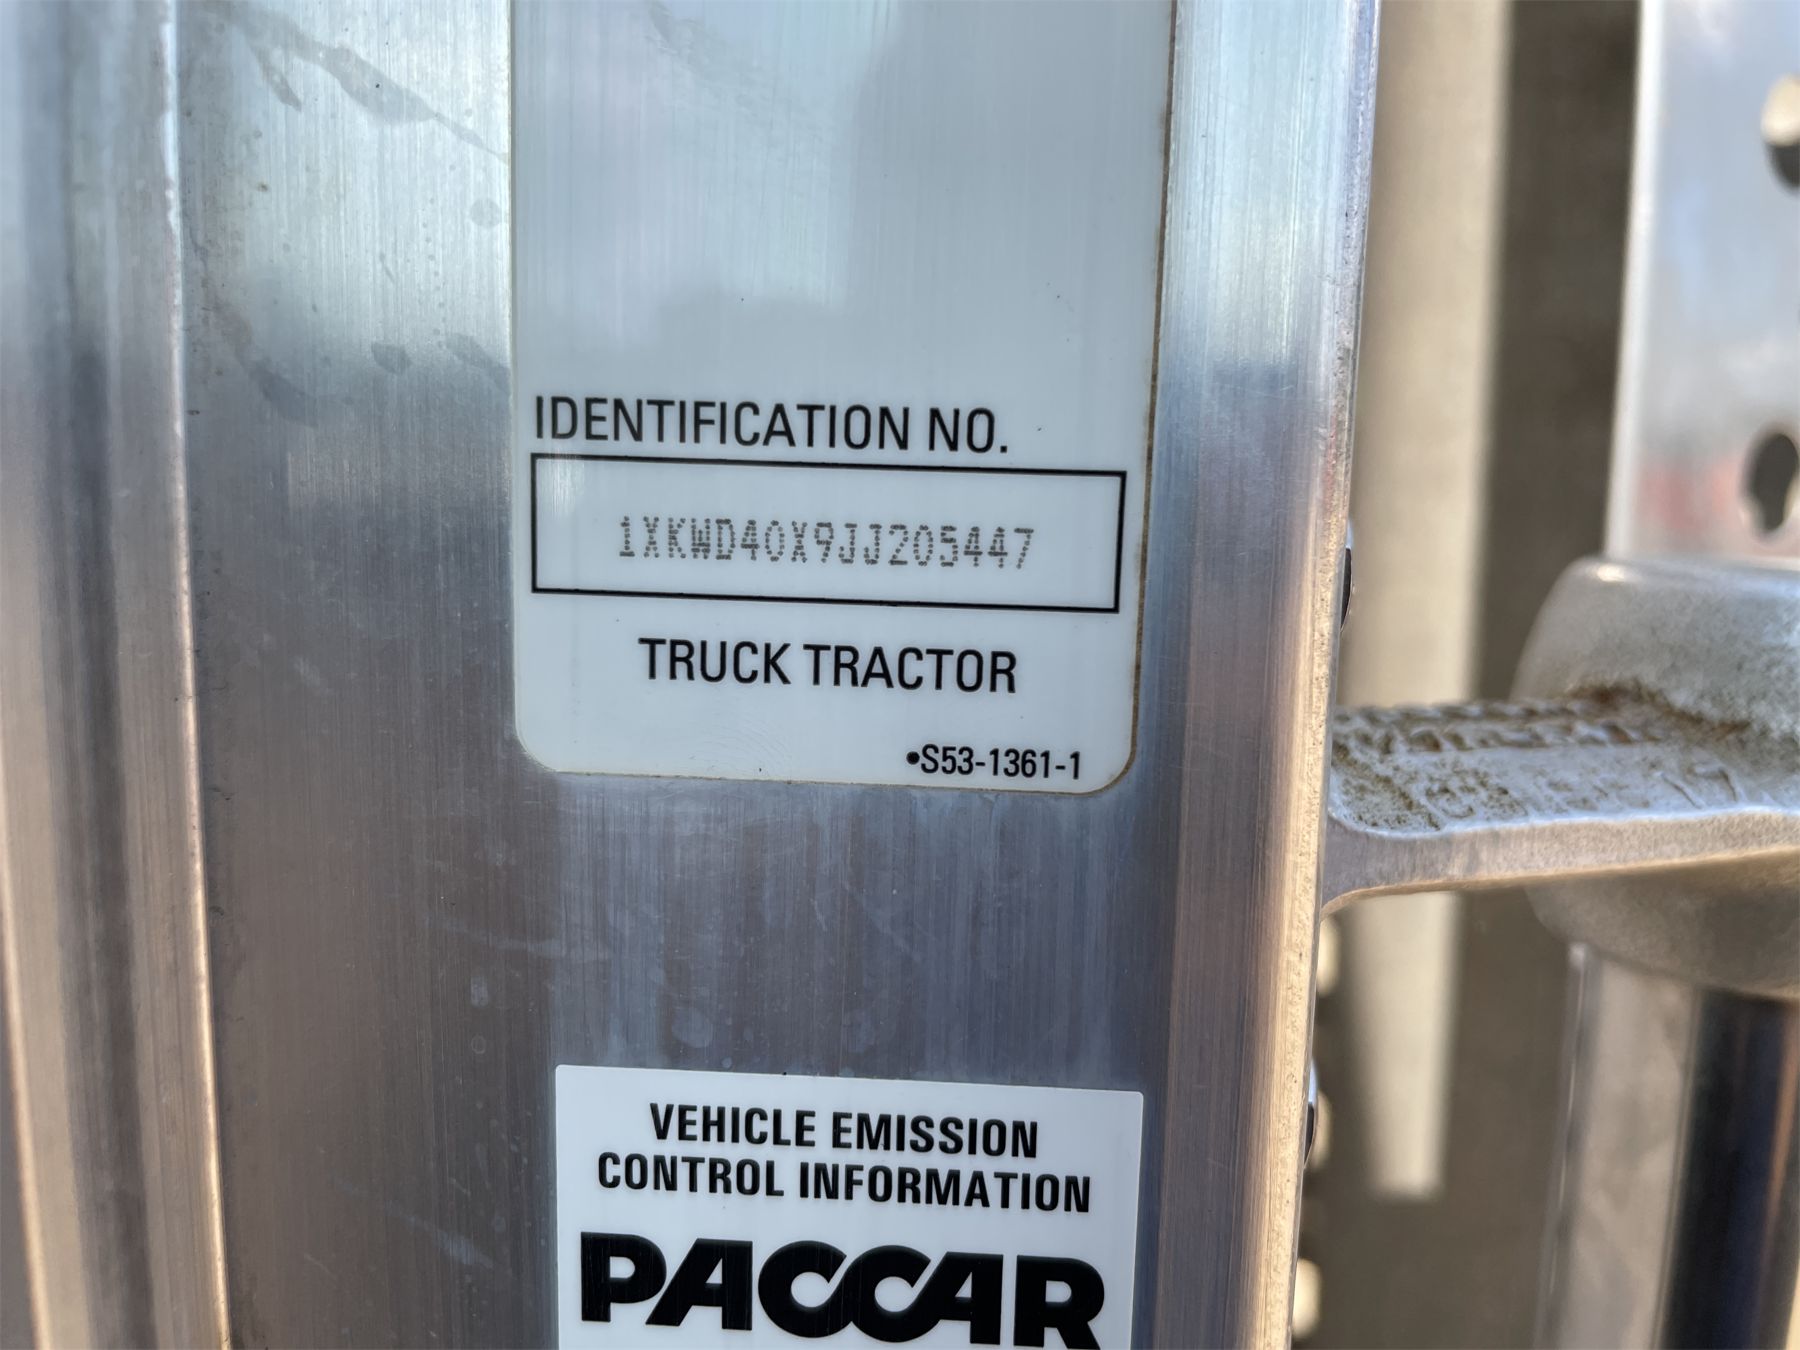 IDENTIFICATION NO.
1XKWD40X9JJ205447
TRUCK TRACTOR
•S53-1361-1
VEHICLE EMISSION
CONTROL INFORMATION
PACCAR